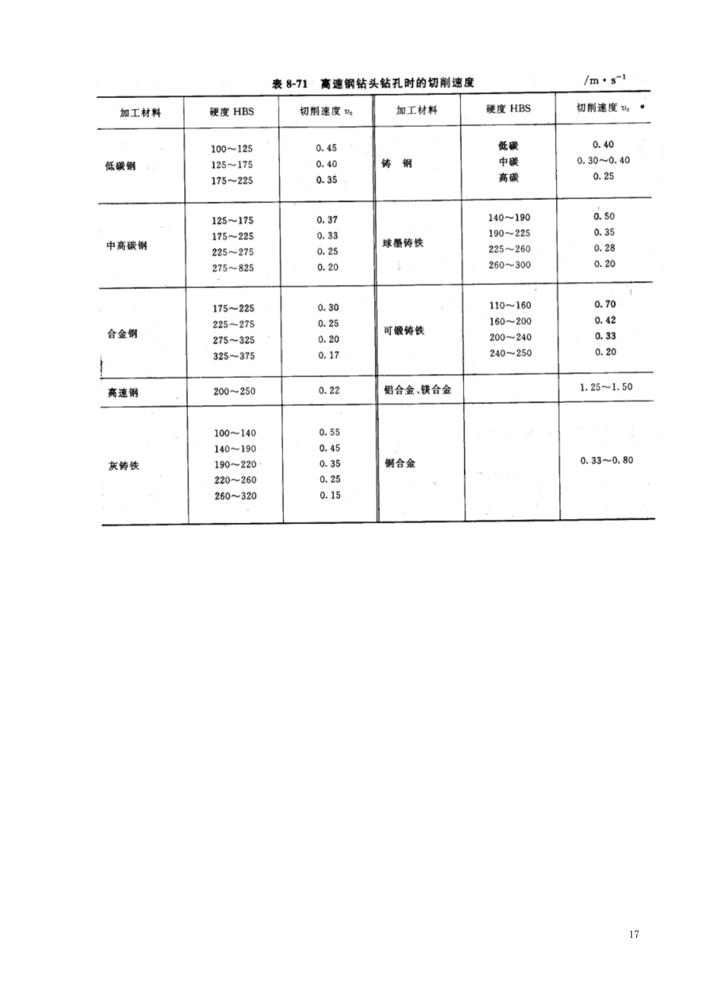 表 8-71 高速钢钻头钻孔时的切削速度 /m·s⁻¹
加工材料 硬度 HBS 切削速度 vc 加工材料 硬度 HBS 切削速度 vc
低碳钢 100～125 0.45 铸 钢 低碳 0.40
125～175 0.40 中碳 0.30～0.40
175～225 0.35 高碳 0.25
中高碳钢 125～175 0.37 球墨铸铁 140～190 0.50
175～225 0.33 190～225 0.35
225～275 0.25 225～260 0.28
275～825 0.20 260～300 0.20
合金钢 175～225 0.30 可锻铸铁 110～160 0.70
225～275 0.25 160～200 0.42
275～325 0.20 200～240 0.33
325～375 0.17 240～250 0.20
高速钢 200～250 0.22 铝合金、镁合金 1.25～1.50
灰铸铁 100～140 0.55 铜合金 0.33～0.80
140～190 0.45
190～220 0.35
220～260 0.25
260～320 0.15
17